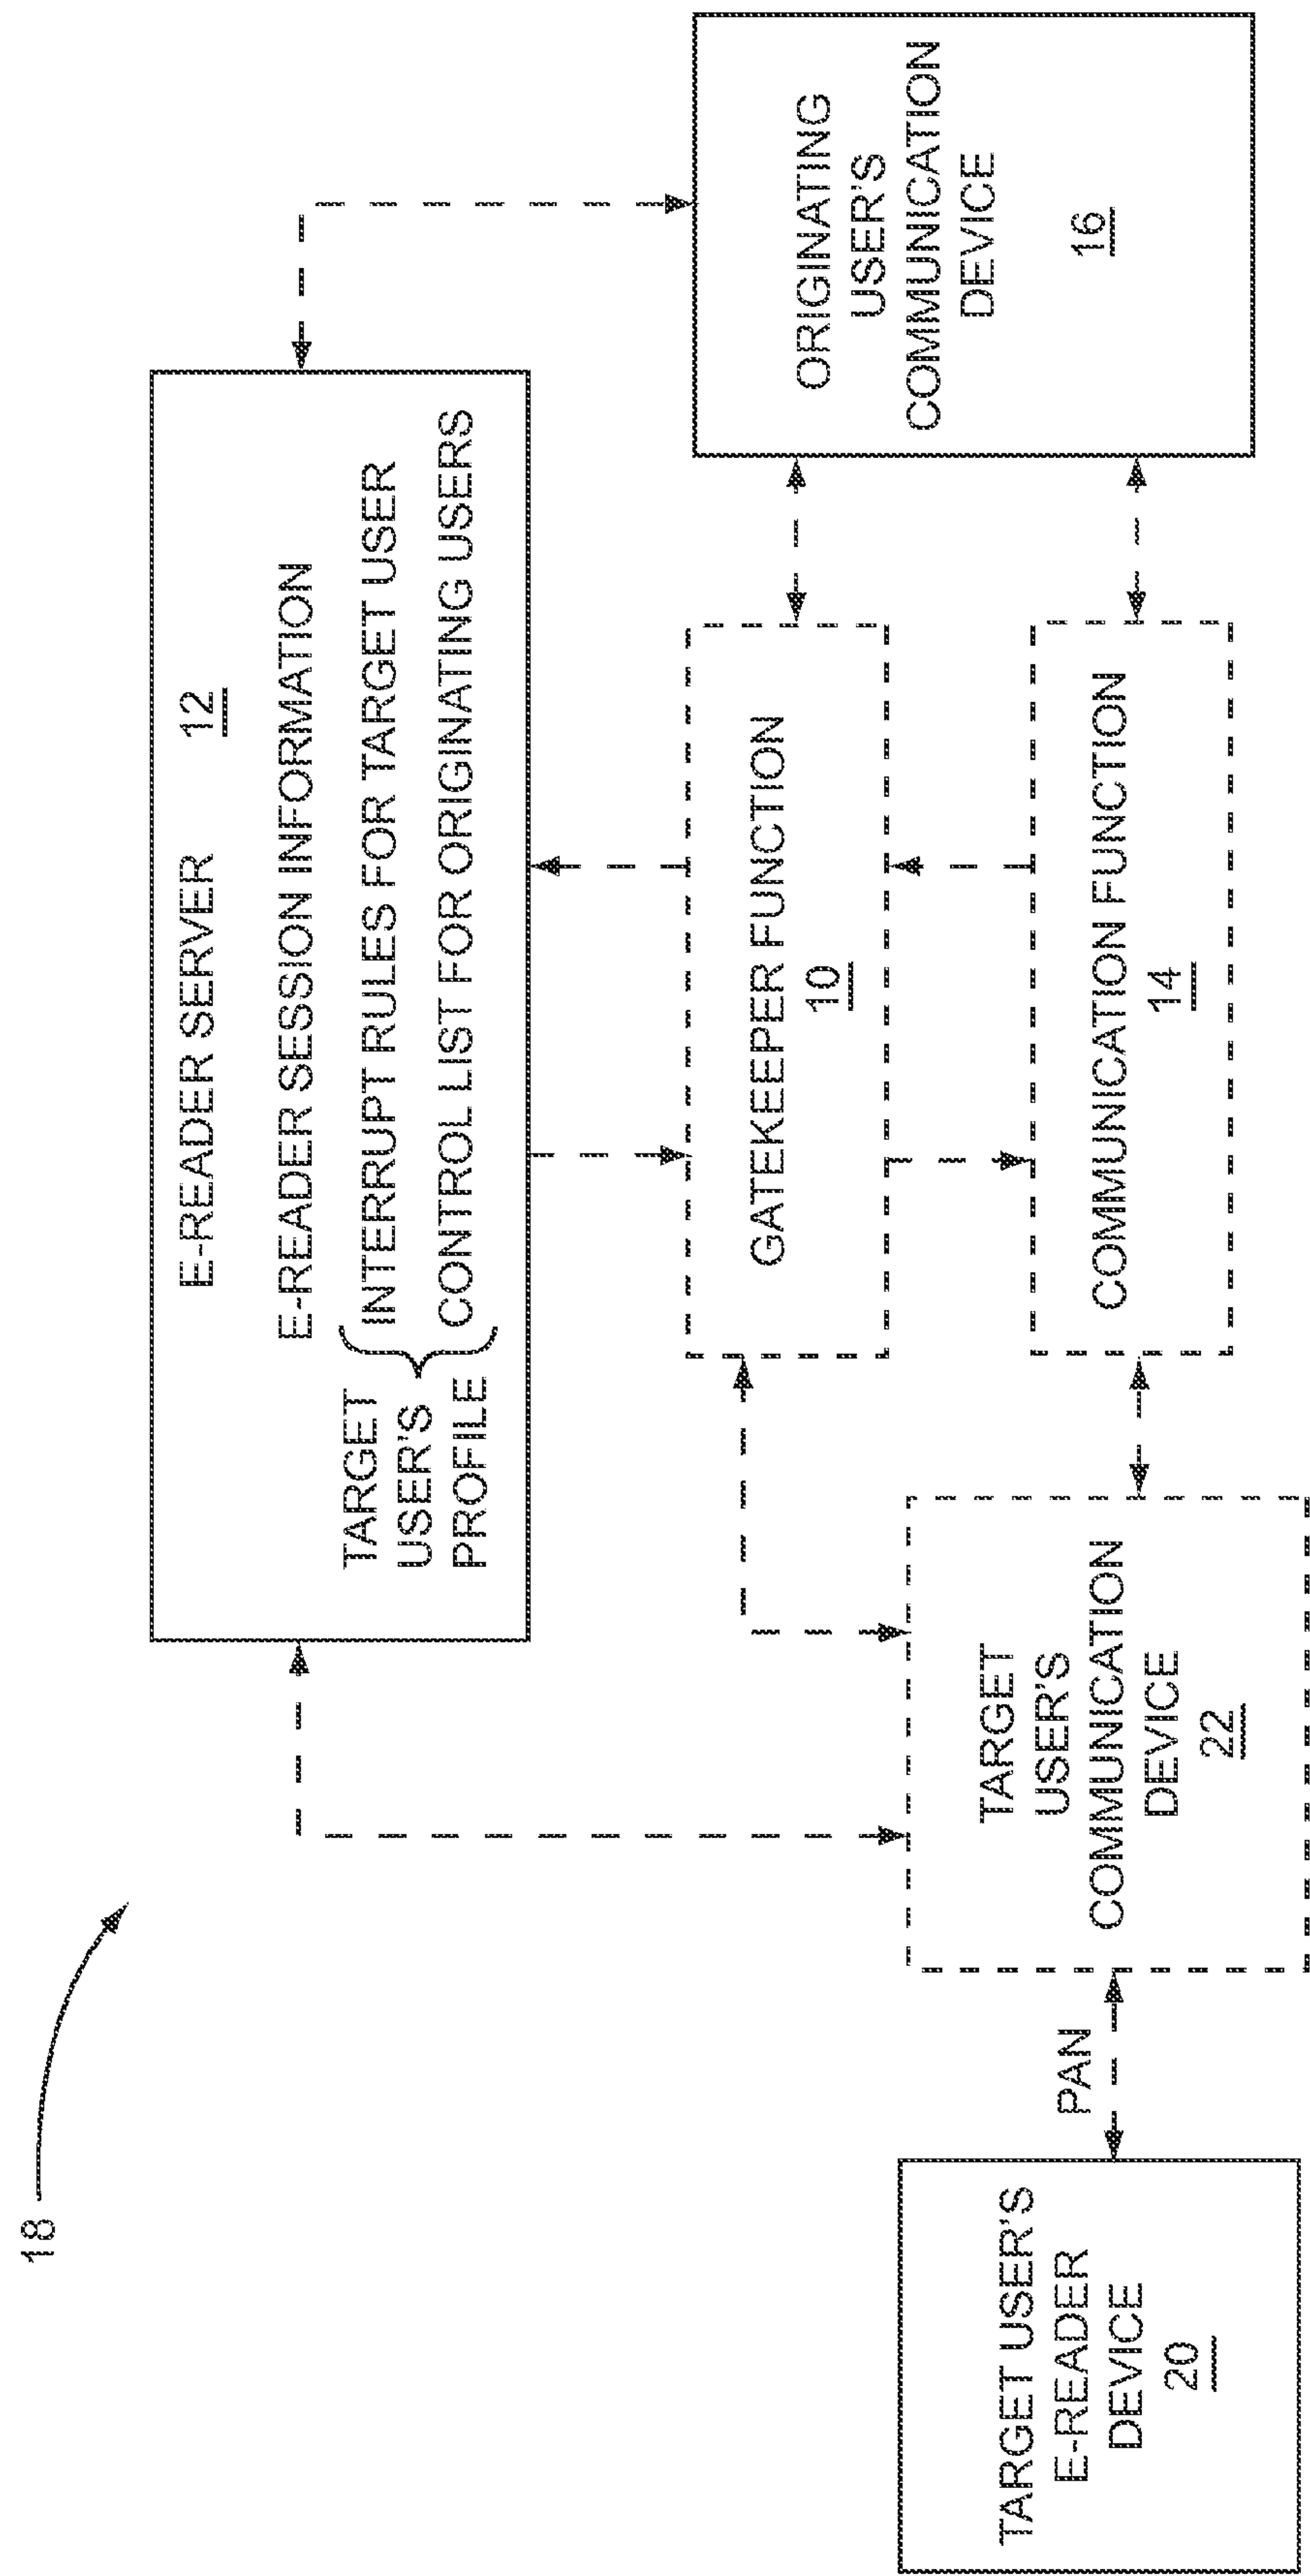 18
E-READER SERVER 12
E-READER SESSION INFORMATION
TARGET
USER'S
PROFILE
INTERRUPT RULES FOR TARGET USER
CONTROL LIST FOR ORIGINATING USERS
GATEKEEPER FUNCTION
10
ORIGINATING
USER'S
COMMUNICATION
DEVICE
16
TARGET USER'S
E-READER
DEVICE
20
PAN
TARGET
USER'S
COMMUNICATION
DEVICE
22
COMMUNICATION FUNCTION
14